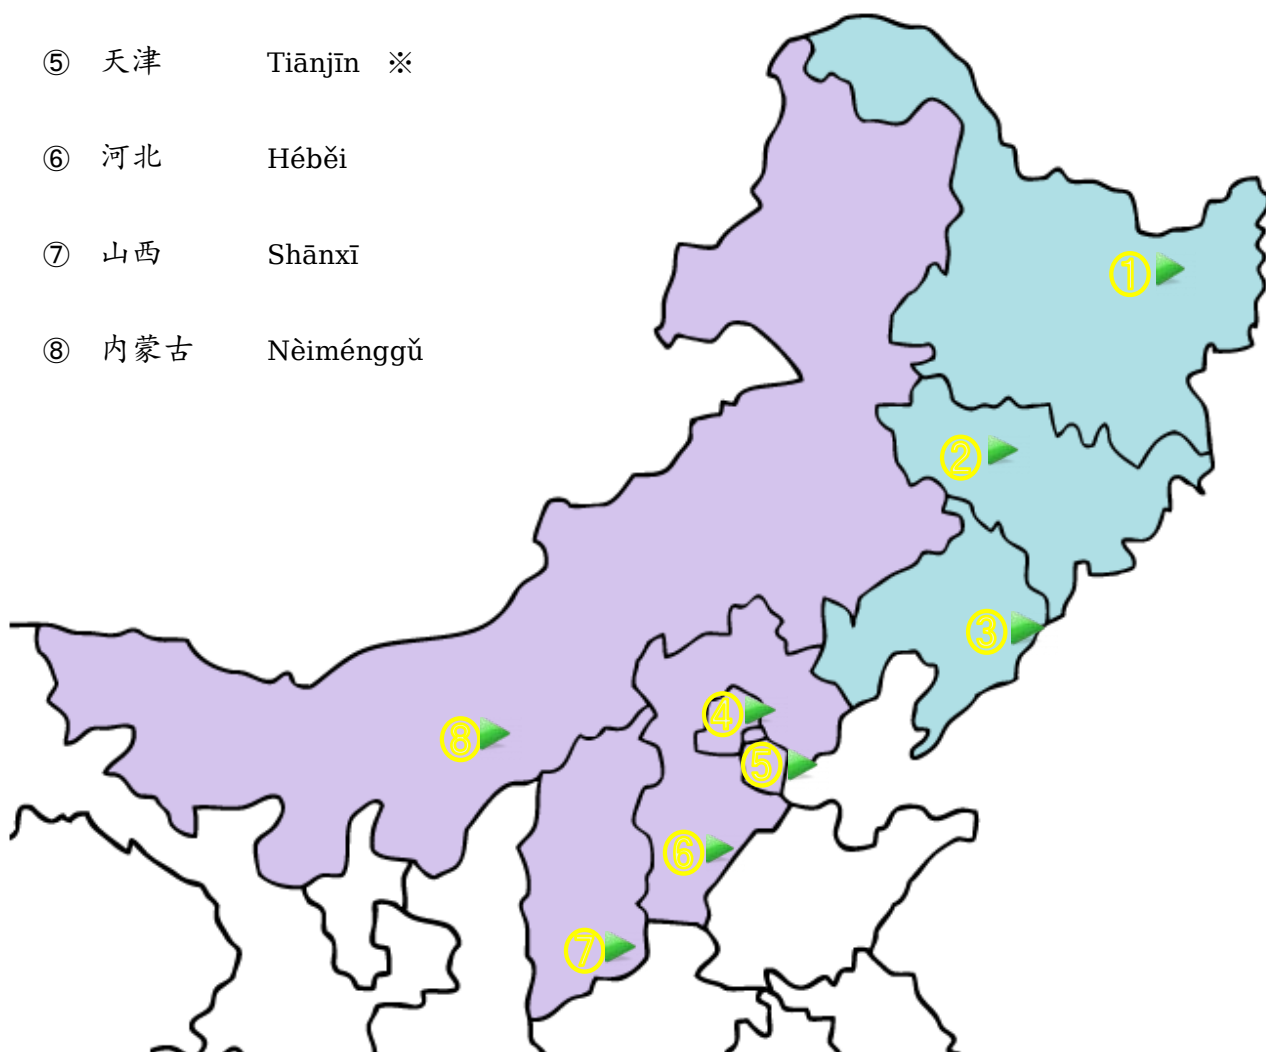 ⑤ 天津 Tiānjīn ※
⑥ 河北 Héběi
⑦ 山西 Shānxī
⑧ 内蒙古 Nèiménggǔ
①
②
③
④
⑤
⑧
⑥
⑦